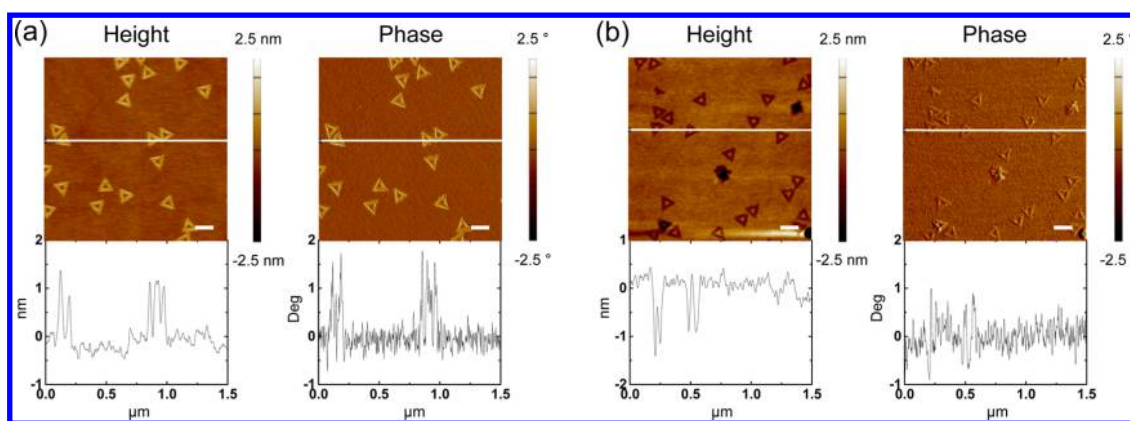 (a) Height 2.5 nm Phase 2.5 ° (b) Height 2.5 nm Phase 2.5 °
-2.5 nm -2.5 ° -2.5 nm -2.5 °
2 2 1 2
1 1 0 1
nm Deg nm Deg
0 0 -1 0
-1 -1 -2 -1
0.0 0.5 1.0 1.5 0.0 0.5 1.0 1.5 0.0 0.5 1.0 1.5 0.0 0.5 1.0 1.5
µm µm µm µm